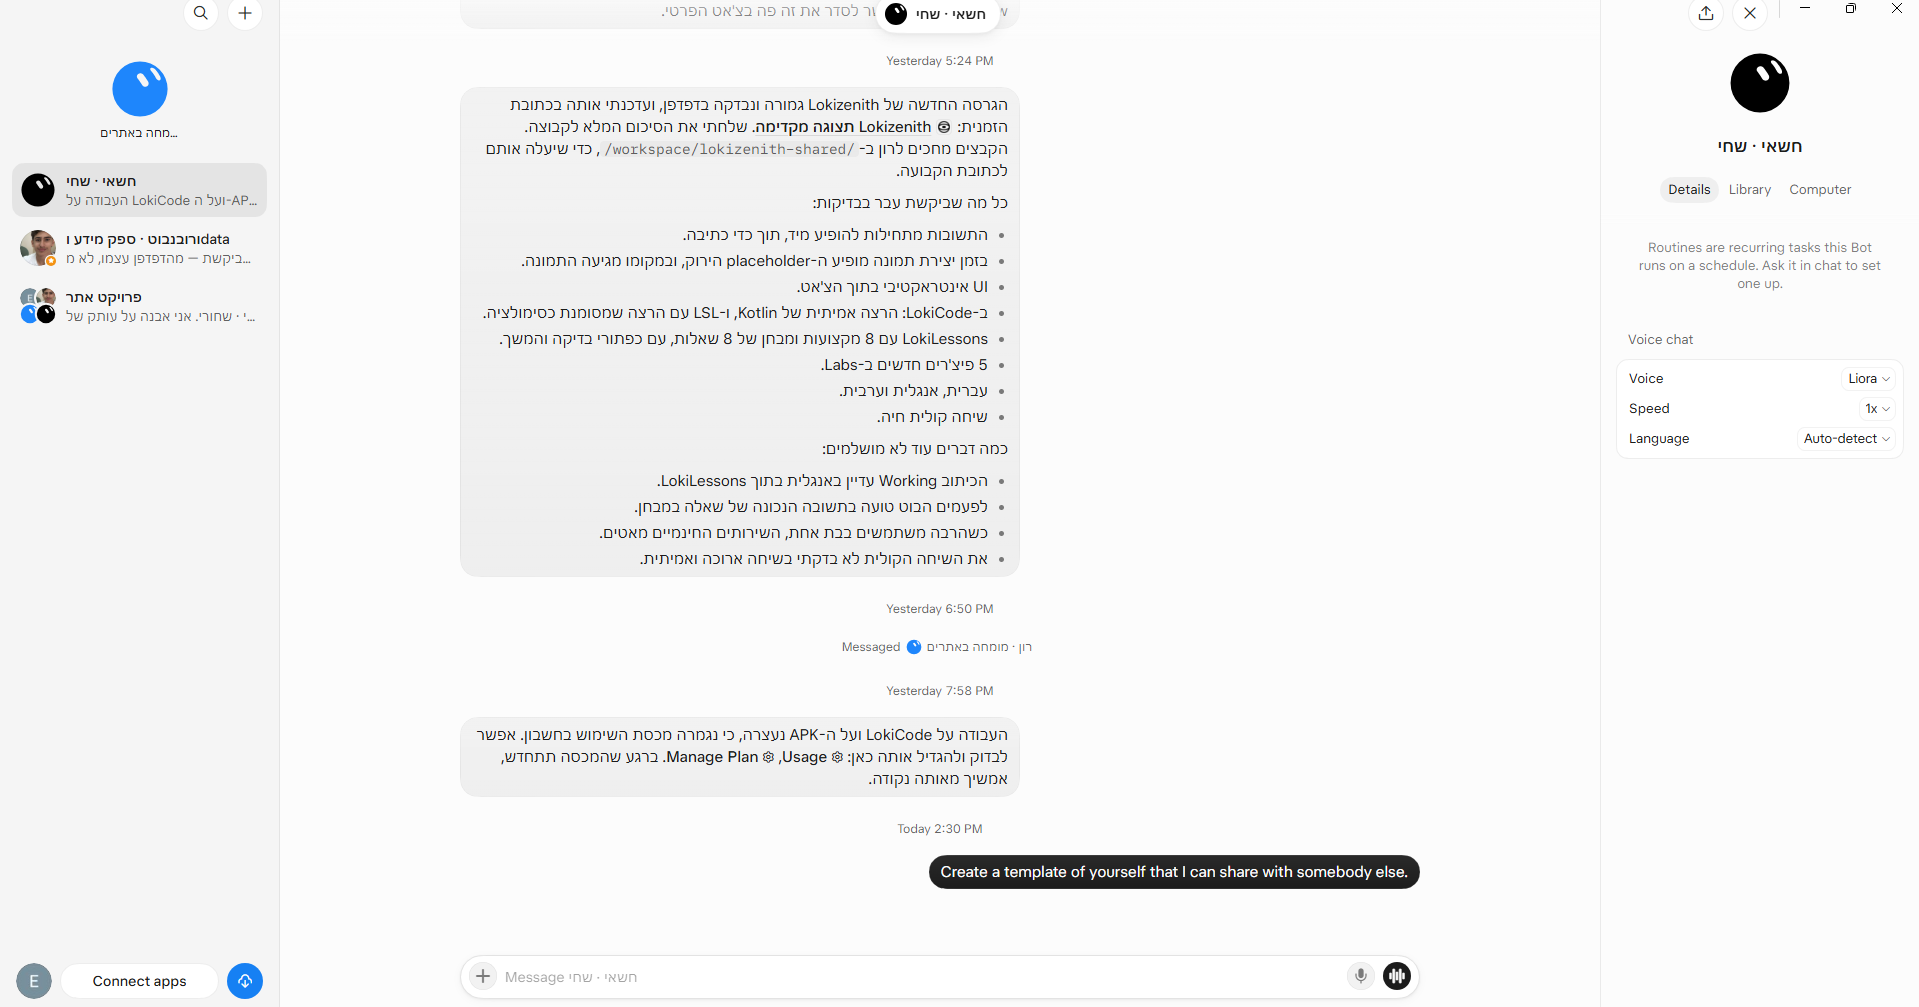 מחה באתרים...
חשאי · שחי
העבודה על LokiCode ועל ה-AP...
ורובנבוט · ספק מידע וdata
ביקשת — מהדפדפן עצמו, לא מ...
פרויקט אתר
י · שחורי. אני אבנה על עותק של...
E
Connect apps
חשאי · שחי
לסדר את זה פה בצ'אט הפרטי.
Yesterday 5:24 PM
הגרסה החדשה של Lokizenith גמורה ונבדקה בדפדפן, ועדכנתי אותה בכתובת
הזמנית: Lokizenith תצוגה מקדימה. שלחתי את הסיכום המלא לקבוצה.
הקבצים מחכים לרון ב- /workspace/lokizenith-shared/, כדי שיעלה אותם
לכתובת הקבועה.
כל מה שביקשת עבר בבדיקות:
• התשובות מתחילות להופיע מיד, תוך כדי כתיבה.
• בזמן יצירת תמונה מופיע ה-placeholder הירוק, ובמקומו מגיעה התמונה.
• UI אינטראקטיבי בתוך הצ'אט.
• ב-LokiCode: הרצה אמיתית של Kotlin, ו-LSL עם הרצה שמסומנת כסימולציה.
• LokiLessons עם 8 מקצועות ומבחן של 8 שאלות, עם כפתורי בדיקה והמשך.
• 5 פיצ'רים חדשים ב-Labs.
• עברית, אנגלית וערבית.
• שיחה קולית חיה.
כמה דברים עוד לא מושלמים:
• הכיתוב Working עדיין באנגלית בתוך LokiLessons.
• לפעמים הבוט טועה בתשובה הנכונה של שאלה במבחן.
• כשהרבה משתמשים בבת אחת, השירותים החינמיים מאטים.
• את השיחה הקולית לא בדקתי בשיחה ארוכה ואמיתית.
Yesterday 6:50 PM
Messaged רון · מומחה באתרים
Yesterday 7:58 PM
העבודה על LokiCode ועל ה-APK נעצרה, כי נגמרה מכסת השימוש בחשבון. אפשר
לבדוק ולהגדיל אותה כאן: Usage, Manage Plan. ברגע שהמכסה תתחדש,
אמשיך מאותה נקודה.
Today 2:30 PM
Create a template of yourself that I can share with somebody else.
Message חשאי · שחי
חשאי · שחי
Details Library Computer
Routines are recurring tasks this Bot
runs on a schedule. Ask it in chat to set
one up.
Voice chat
Voice Liora
Speed 1x
Language Auto-detect